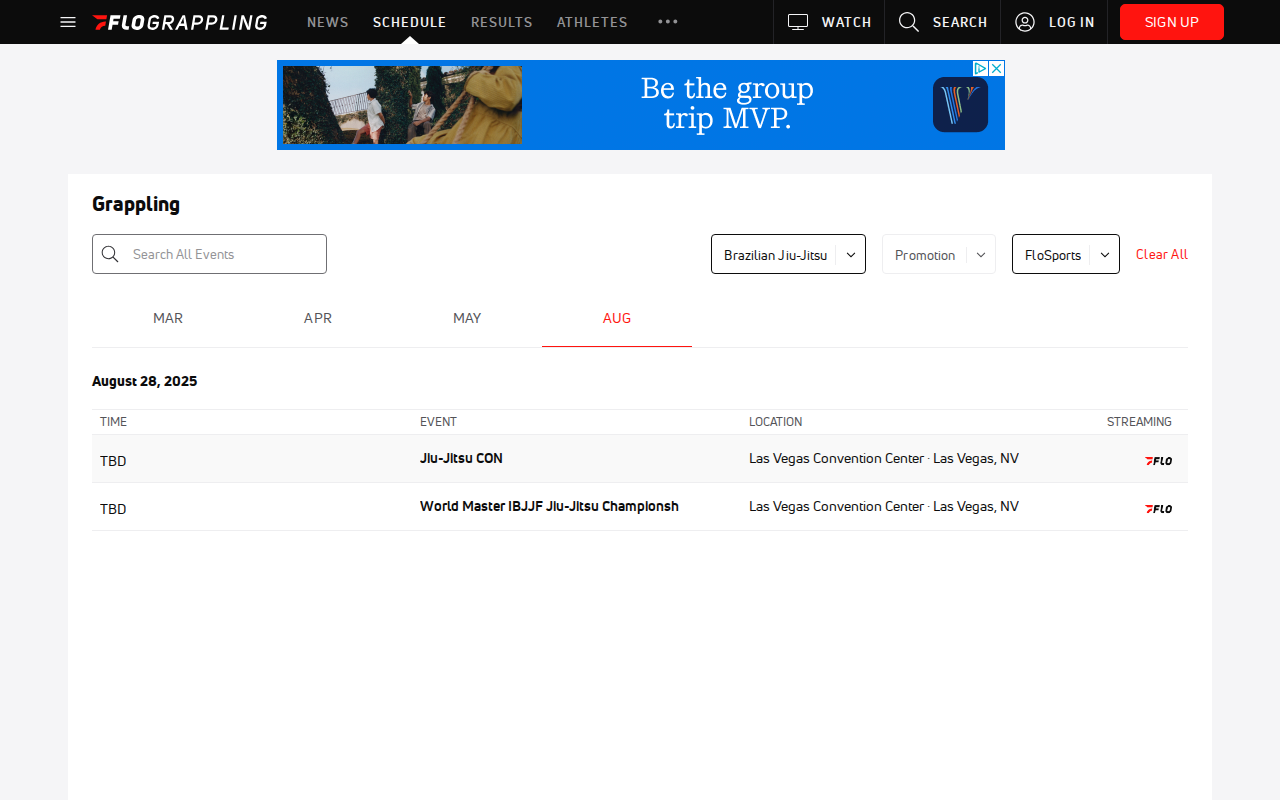 FLOGRAPPLING NEWS SCHEDULE RESULTS ATHLETES WATCH SEARCH LOG IN SIGN UP
Be the group
trip MVP.
Grappling
Search All Events Brazilian Jiu-Jitsu Promotion FloSports Clear All
MAR APR MAY AUG
August 28, 2025
TIME EVENT LOCATION STREAMING
TBD Jiu-Jitsu CON Las Vegas Convention Center · Las Vegas, NV FLO
TBD World Master IBJJF Jiu-Jitsu Championsh Las Vegas Convention Center · Las Vegas, NV FLO